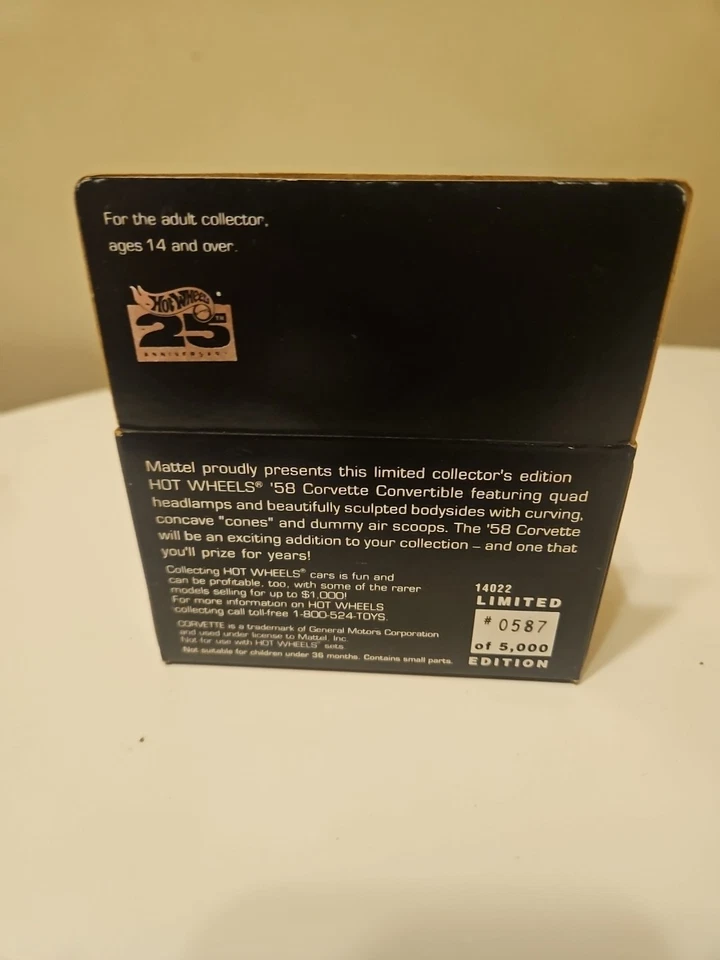 For the adult collector,
ages 14 and over.
HOT WHEELS
25TH
ANNIVERSARY
Mattel proudly presents this limited collector's edition
HOT WHEELS® '58 Corvette Convertible featuring quad
headlamps and beautifully sculpted bodysides with curving,
concave "cones" and dummy air scoops. The '58 Corvette
will be an exciting addition to your collection – and one that
you'll prize for years!
Collecting HOT WHEELS® cars is fun and
can be profitable, too, with some of the rarer
models selling for up to $1,000!
For more information on HOT WHEELS
collecting call toll-free 1-800-524-TOYS.
CORVETTE is a trademark of General Motors Corporation
and used under license to Mattel, Inc.
Not for use with HOT WHEELS® sets.
Not suitable for children under 36 months. Contains small parts.
14022
LIMITED
# 0587
of 5,000
EDITION